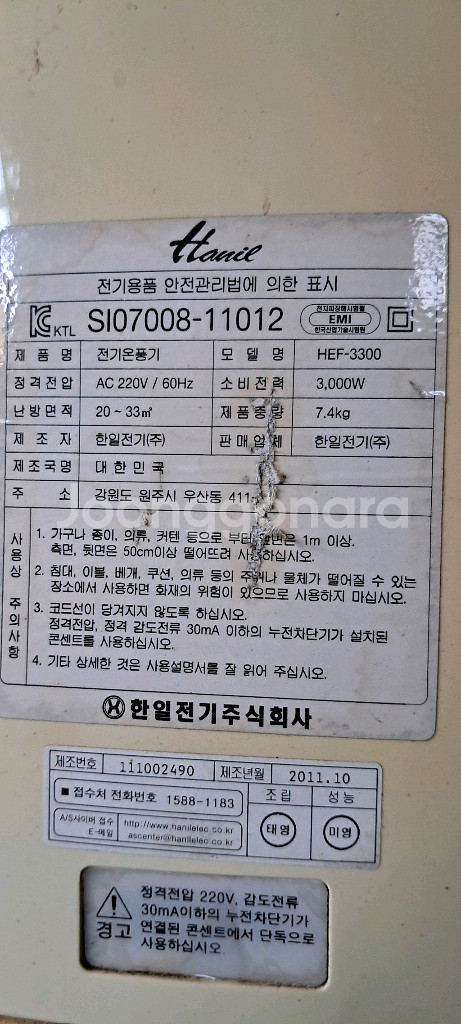 Hanil
전기용품 안전관리법에 의한 표시
KTL SI07008-11012 전자파장해시험필 EMI 한국산업기술시험원
제 품 명 전기온풍기 모 델 명 HEF-3300
정격전압 AC 220V / 60Hz 소비전력 3,000W
난방면적 20 ~ 33㎡ 제품중량 7.4kg
제 조 자 한일전기(주) 판매업체 한일전기(주)
제조국명 대 한 민 국
주 소 강원도 원주시 우산동 411-
Joonggonara
사용상 주의사항
1. 가구나 종이, 의류, 커텐 등으로 부터 은 1m 이상.
측면, 뒷면은 50cm이상 떨어뜨려 사용하십시오.
2. 침대, 이불, 베개, 쿠션, 의류 등의 주위나 물체가 떨어질 수 있는
장소에서 사용하면 화재의 위험이 있으므로 사용하지 마십시오.
3. 코드선이 당겨지지 않도록 하십시오.
정격전압, 정격 감도전류 30mA 이하의 누전차단기가 설치된
콘센트를 사용하십시오.
4. 기타 상세한 것은 사용설명서를 잘 읽어 주십시오.
한일전기주식회사
제조번호 111002490 제조년월 2011.10
■ 접수처 전화번호 1588-1183 조 립 성 능
A/S사이버 접수 http://www.hanilelec.co.kr 태영 미영
E-메일 ascenter@hanilelec.co.kr
경고
정격전압 220V, 감도전류
30mA이하의 누전차단기가
연결된 콘센트에서 단독으로
사용하십시오